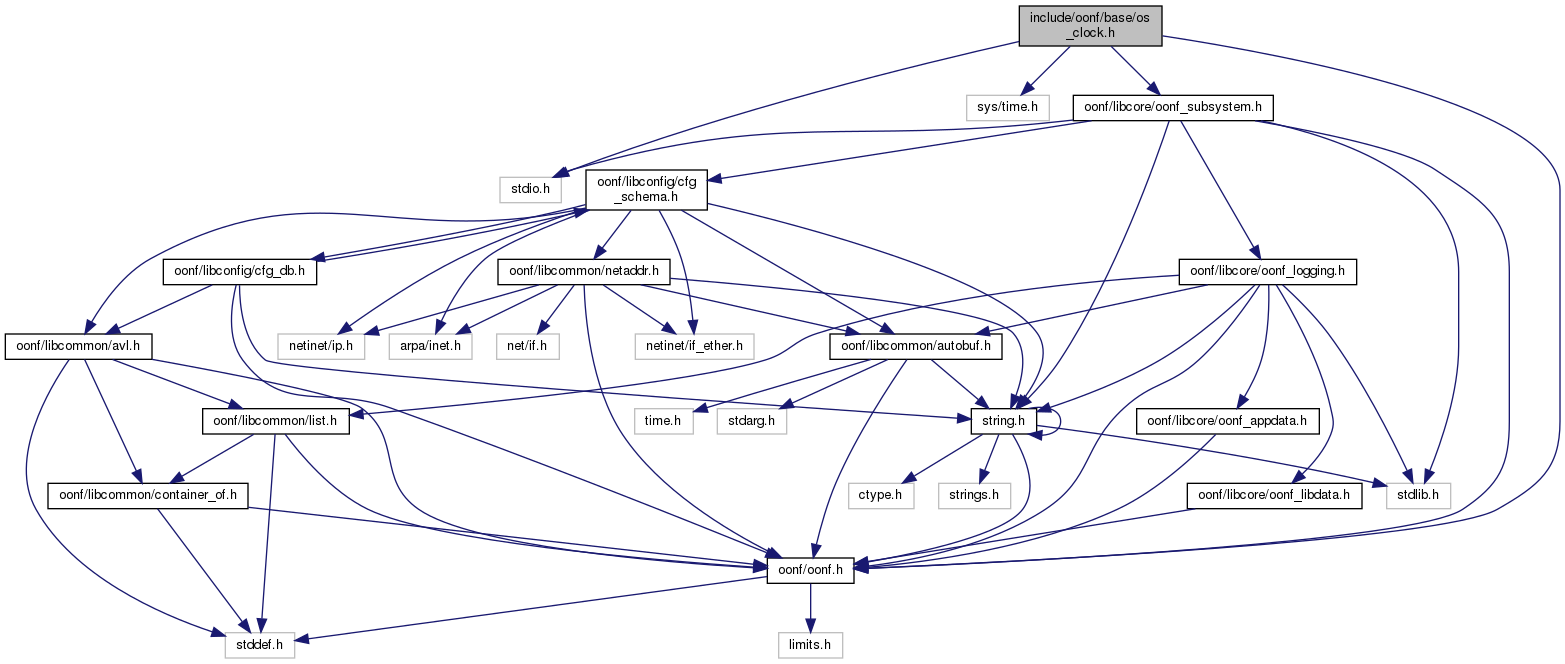 include/oonf/base/os
_clock.h
sys/time.h
oonf/libcore/oonf_subsystem.h
stdio.h
oonf/libconfig/cfg
_schema.h
oonf/libconfig/cfg_db.h
oonf/libcommon/netaddr.h
oonf/libcore/oonf_logging.h
oonf/libcommon/avl.h
netinet/ip.h
arpa/inet.h
net/if.h
netinet/if_ether.h
oonf/libcommon/autobuf.h
oonf/libcommon/list.h
time.h
stdarg.h
string.h
oonf/libcore/oonf_appdata.h
oonf/libcommon/container_of.h
ctype.h
strings.h
oonf/libcore/oonf_libdata.h
stdlib.h
oonf/oonf.h
stddef.h
limits.h